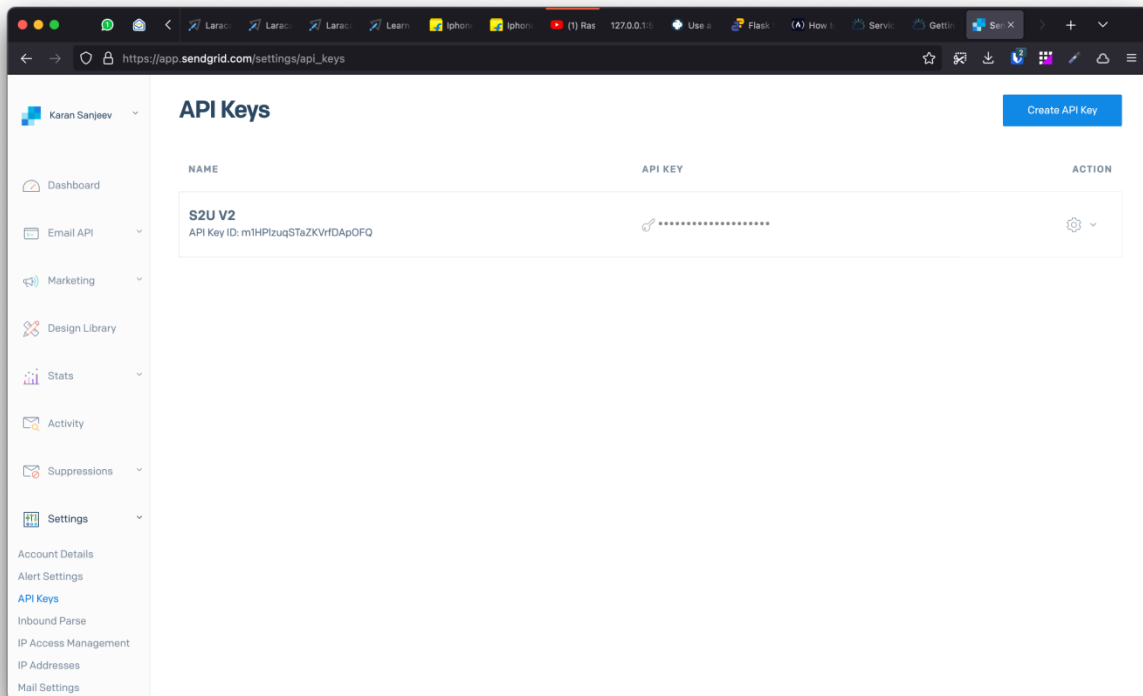 Laraca
Laraca
Laraca
Learn
Iphon
Iphon
(1) Ras
127.0.0.1:5
Use a
Flask
How t
Servic
Gettin
Sen
https://app.sendgrid.com/settings/api_keys
2
Karan Sanjeev
API Keys
Create API Key
NAME API KEY ACTION
S2U V2
API Key ID: m1HPIzuqSTaZKVrfDApOFQ
Dashboard
Email API
Marketing
Design Library
Stats
Activity
Suppressions
Settings
Account Details
Alert Settings
API Keys
Inbound Parse
IP Access Management
IP Addresses
Mail Settings